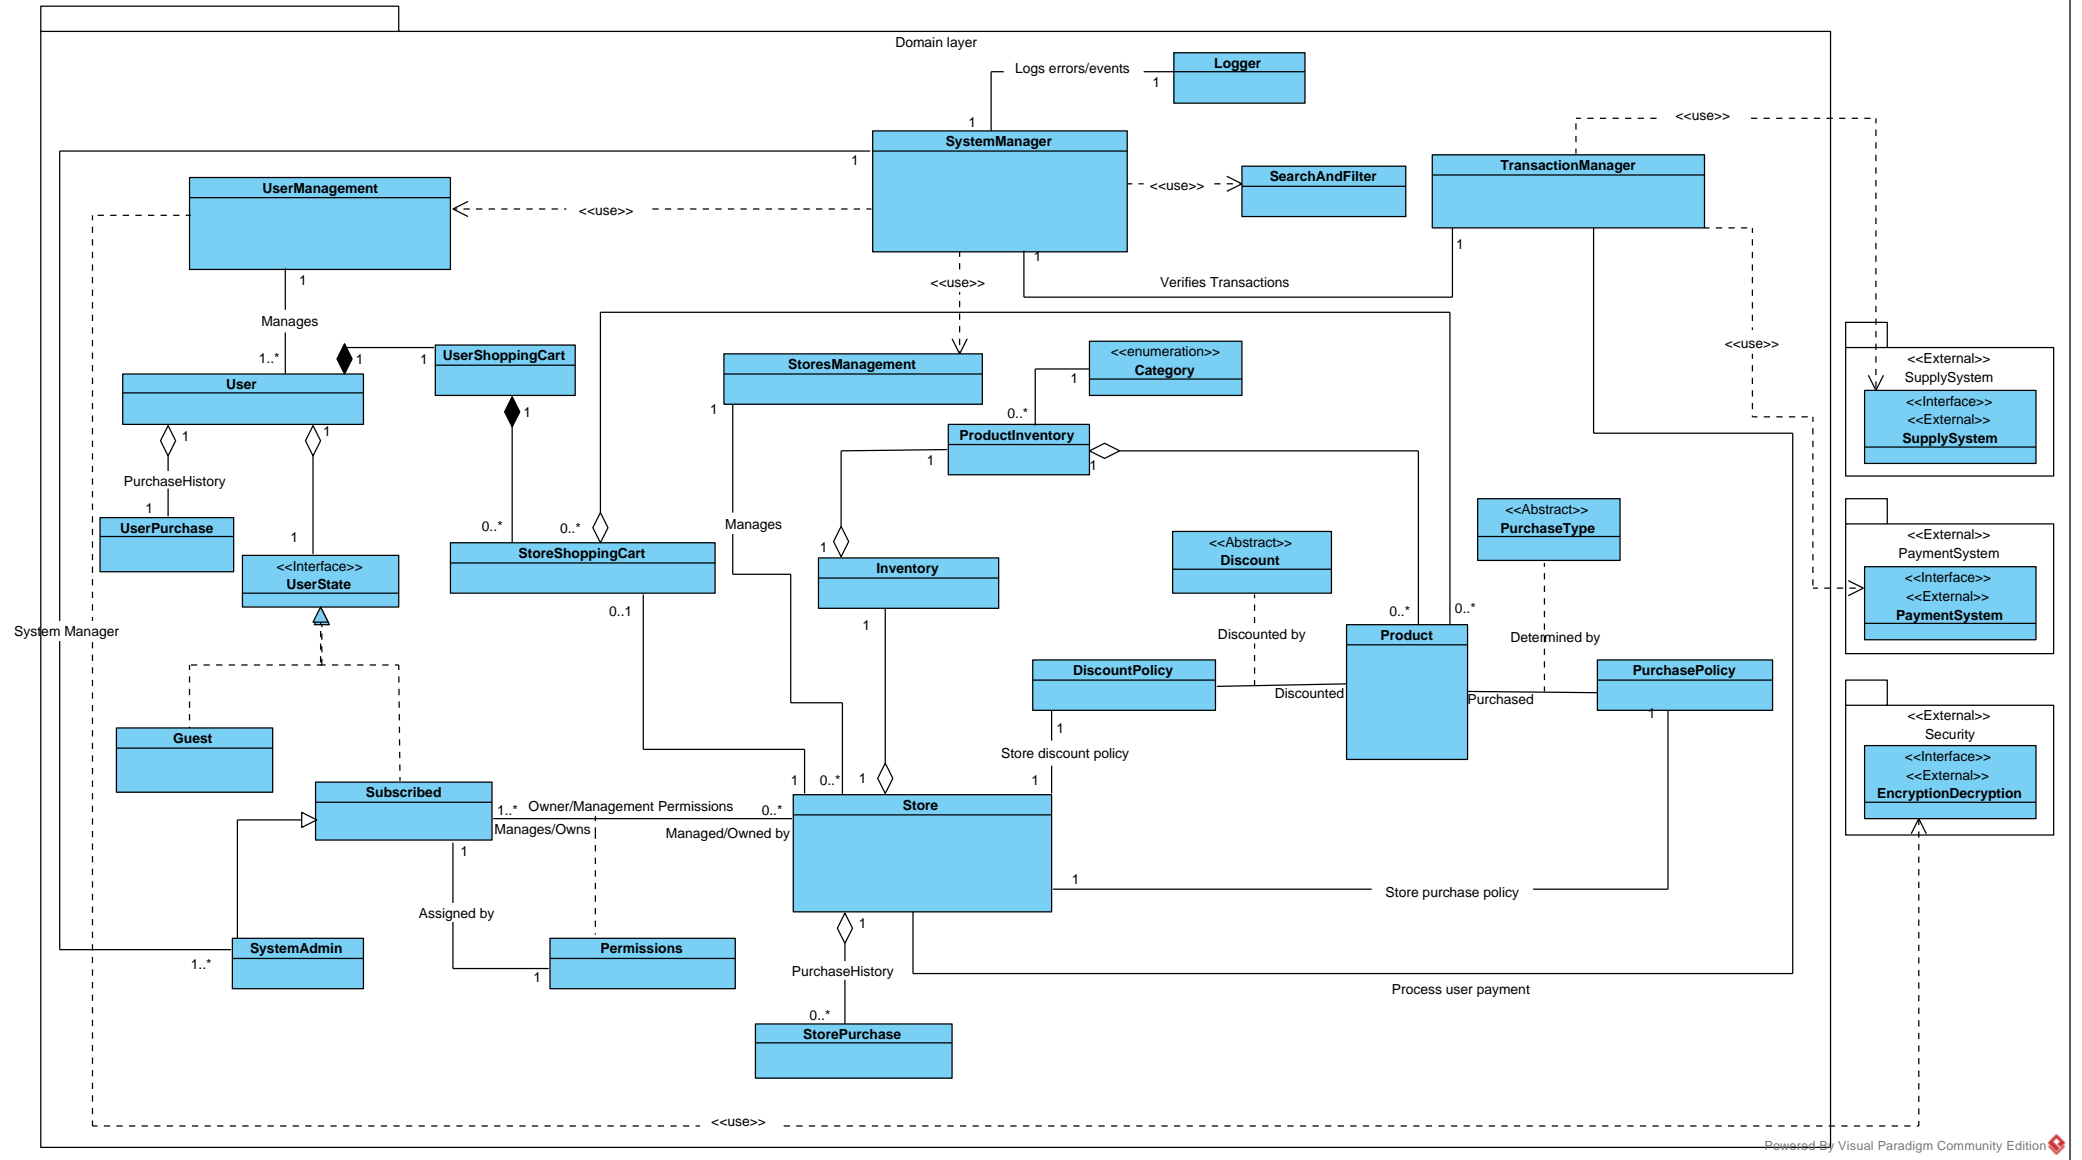 Domain layer
Logger
Logs errors/events
1
1
<<use>>
SystemManager
1
TransactionManager
UserManagement
SearchAndFilter
<<use>>
<<use>>
1
1
1
<<use>>
Verifies Transactions
Manages
1..*
1
1
UserShoppingCart
User
StoresManagement
<<enumeration>>
Category
1
<<use>>
<<External>>
SupplySystem
<<Interface>>
<<External>>
SupplySystem
1
1
1
1
0..*
ProductInventory
1
1
PurchaseHistory
1
UserPurchase
1
0..*
0..*
StoreShoppingCart
Manages
1
Inventory
<<Abstract>>
PurchaseType
<<Abstract>>
Discount
<<External>>
PaymentSystem
<<Interface>>
<<External>>
PaymentSystem
<<Interface>>
UserState
0..1
1
0..*
0..*
System Manager
Discounted by
Product
Determined by
DiscountPolicy
Discounted
Purchased
PurchasePolicy
1
1
Store discount policy
1
Guest
<<External>>
Security
<<Interface>>
<<External>>
EncryptionDecryption
1
0..*
1
Subscribed
1..*
Owner/Management Permissions
0..*
Manages/Owns
Managed/Owned by
Store
1
1
Store purchase policy
Assigned by
1
SystemAdmin
1..*
Permissions
1
PurchaseHistory
Process user payment
0..*
StorePurchase
<<use>>
Powered By Visual Paradigm Community Edition